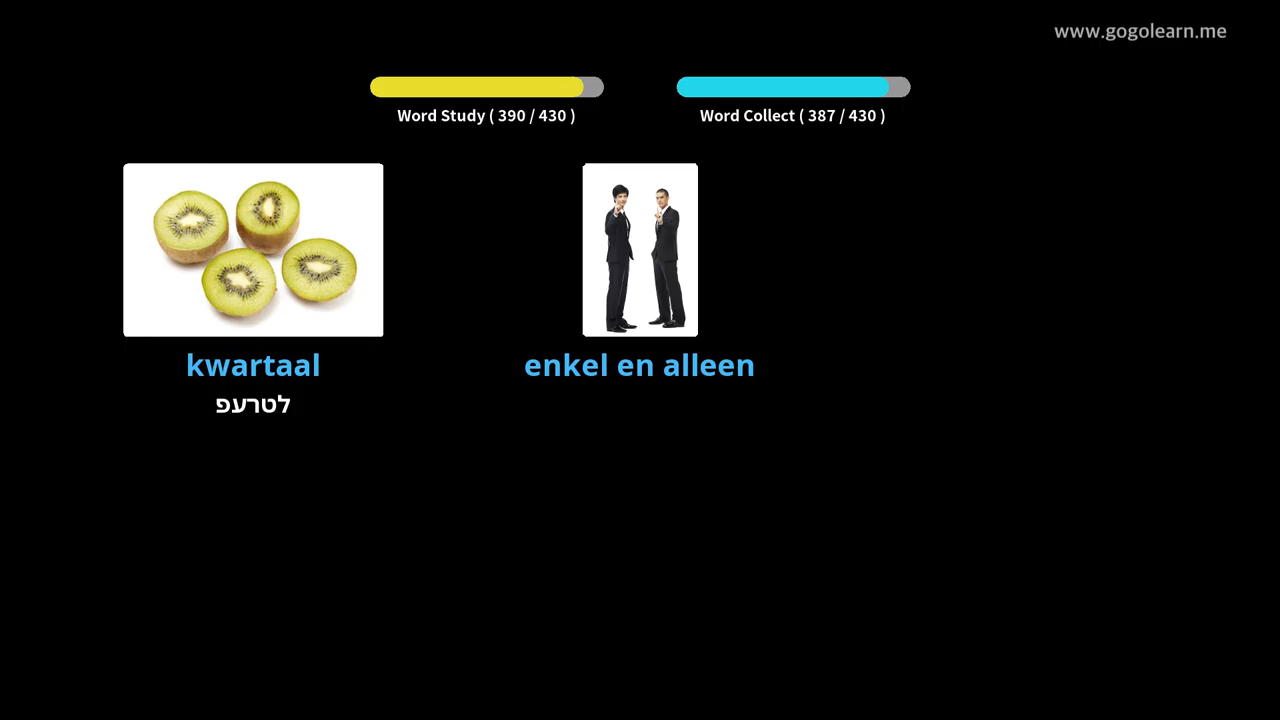 www.gogolearn.me
Word Study ( 390 / 430 )
Word Collect ( 387 / 430 )
kwartaal
לטרעפ
enkel en alleen